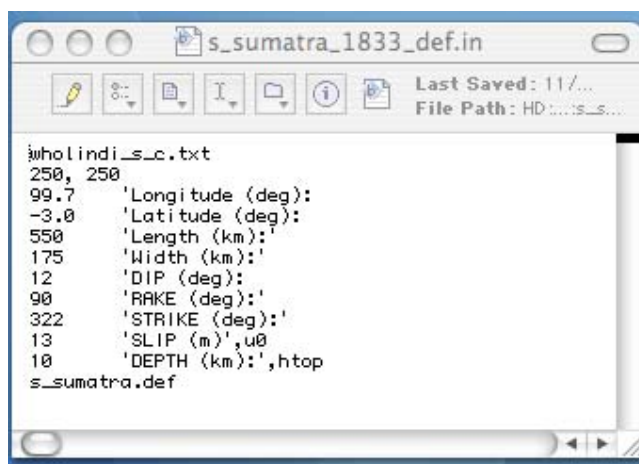 s_sumatra_1833_def.in
Last Saved: 11/...
File Path: HD:...:s_s...
wholindi_s_c.txt
250, 250
99.7 'Longitude (deg):
-3.0 'Latitude (deg):
550 'Length (km):'
175 'Width (km):'
12 'DIP (deg):
90 'RAKE (deg):'
322 'STRIKE (deg):'
13 'SLIP (m)',u0
10 'DEPTH (km):',htop
s_sumatra.def